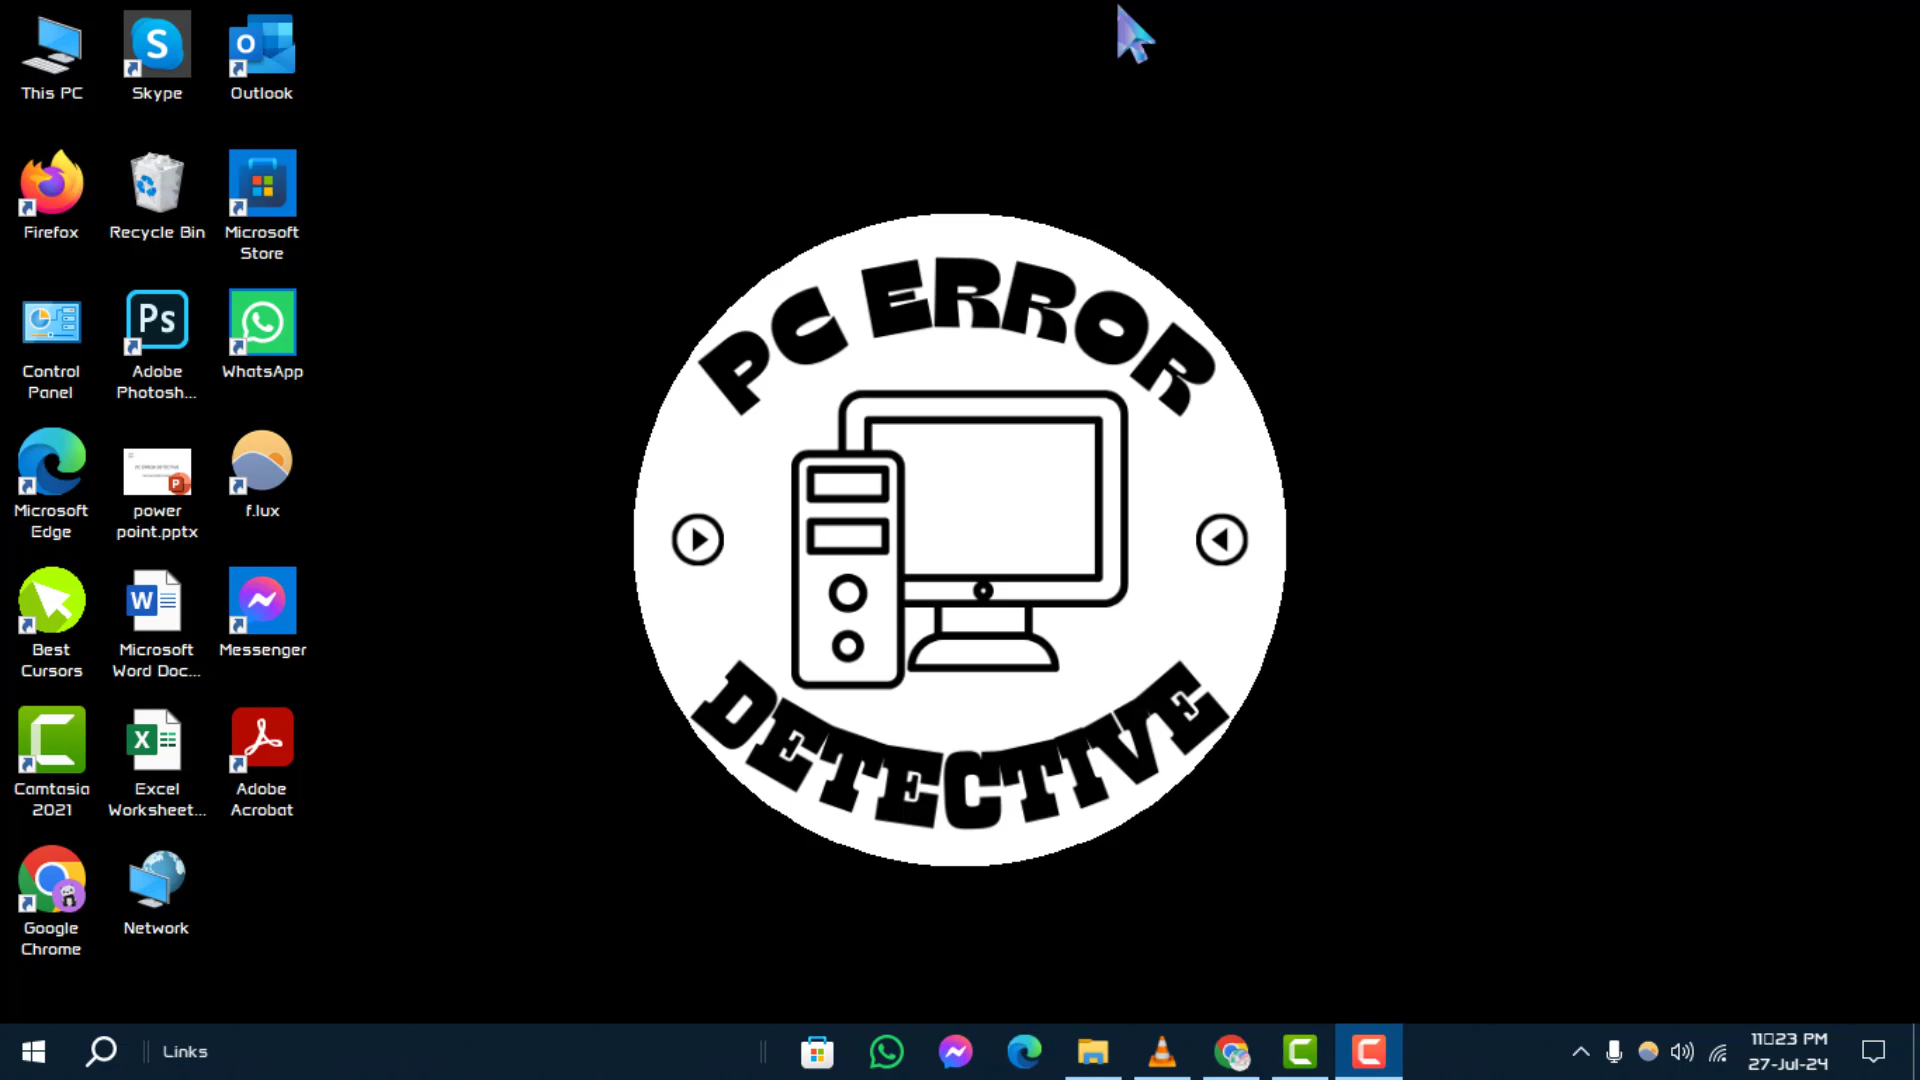 This PC
Skype
Outlook
Firefox
Recycle Bin
Microsoft
Store
Control
Panel
Adobe
Photosh...
WhatsApp
Microsoft
Edge
power
point.pptx
f.lux
Best
Cursors
Microsoft
Word Doc...
Messenger
Camtasia
2021
Excel
Worksheet...
Adobe
Acrobat
Google
Chrome
Network
PC ERROR
DETECTIVE
Links
11▯23 PM
27-Jul-24